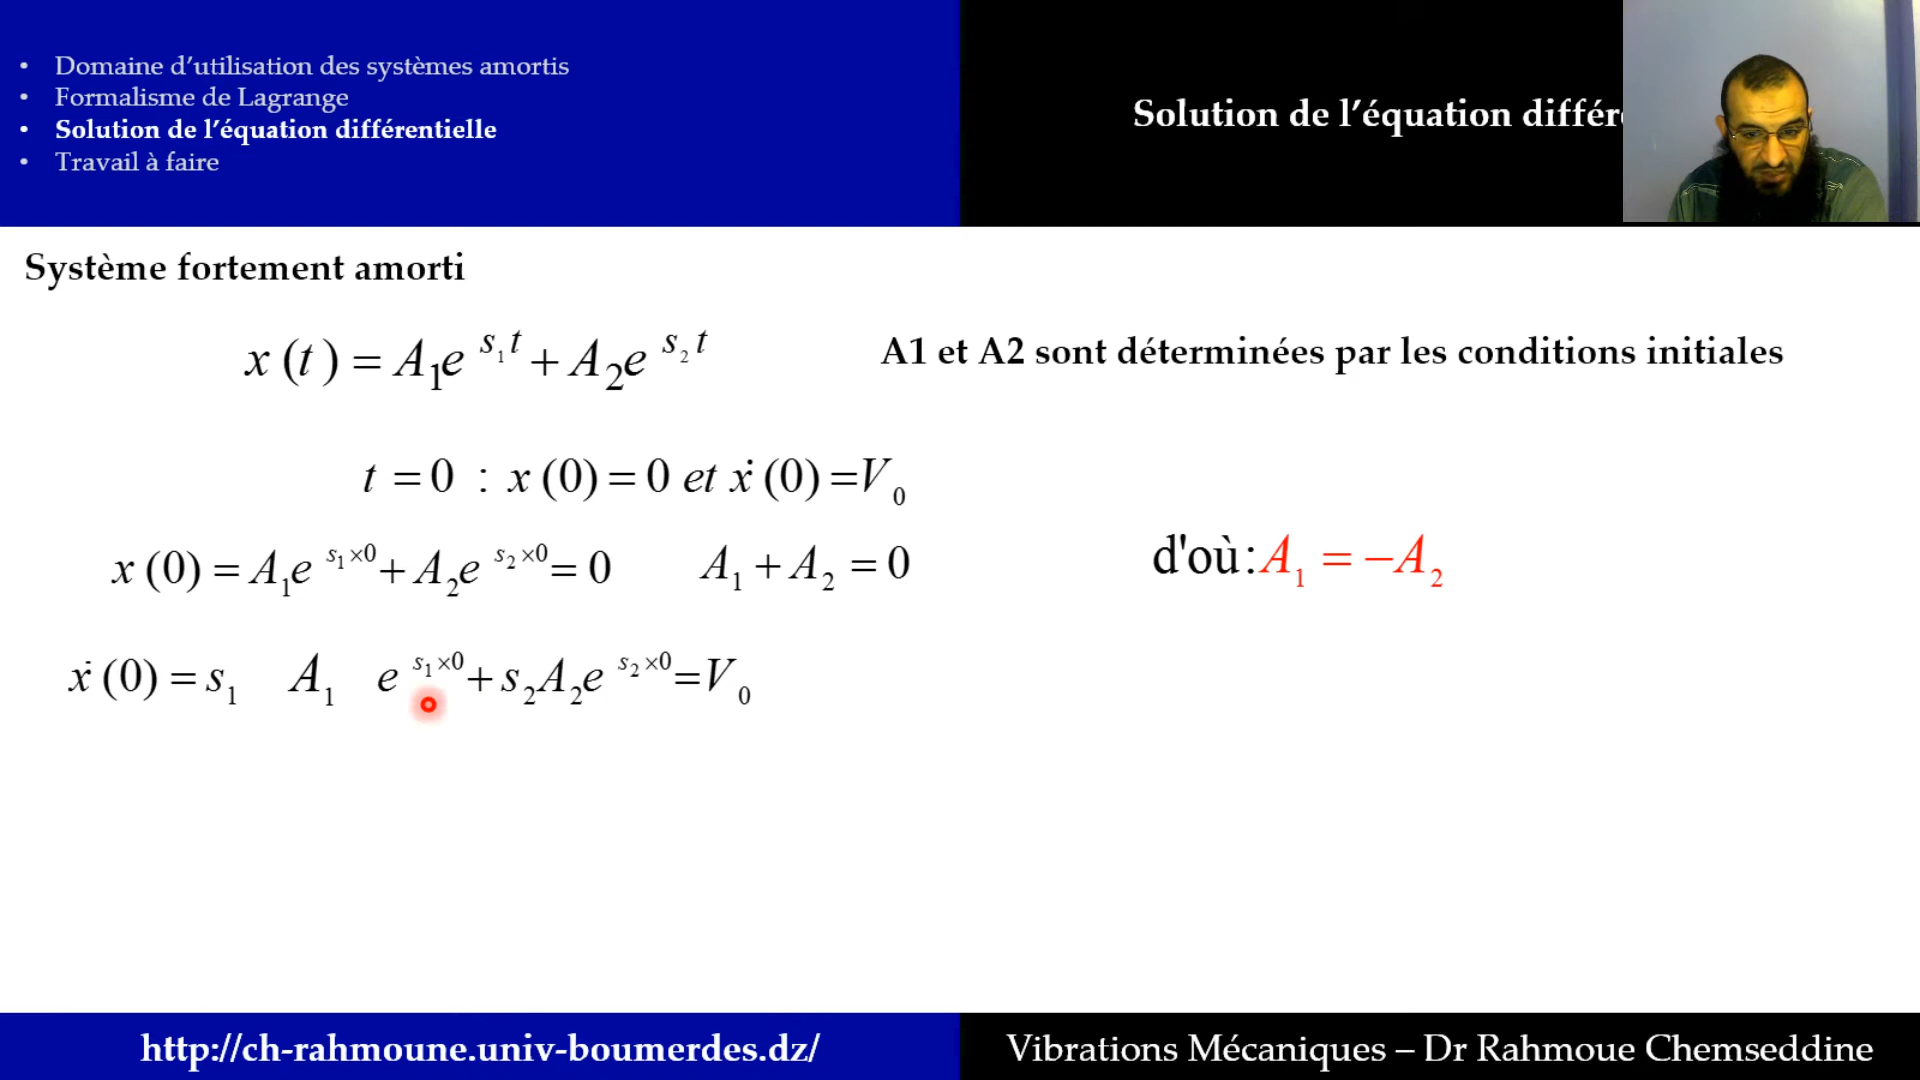 • Domaine d’utilisation des systèmes amortis
• Formalisme de Lagrange
• Solution de l’équation différentielle
• Travail à faire
Solution de l’équation différe
Système fortement amorti
x(t) = A₁e^{s₁t} + A₂e^{s₂t}
A1 et A2 sont déterminées par les conditions initiales
t = 0 : x(0) = 0 et ẋ(0) = V₀
x(0) = A₁e^{s₁×0} + A₂e^{s₂×0} = 0
A₁ + A₂ = 0
d'où: A₁ = −A₂
ẋ(0) = s₁ A₁ e^{s₁×0} + s₂A₂e^{s₂×0} = V₀
http://ch-rahmoune.univ-boumerdes.dz/
Vibrations Mécaniques – Dr Rahmoue Chemseddine